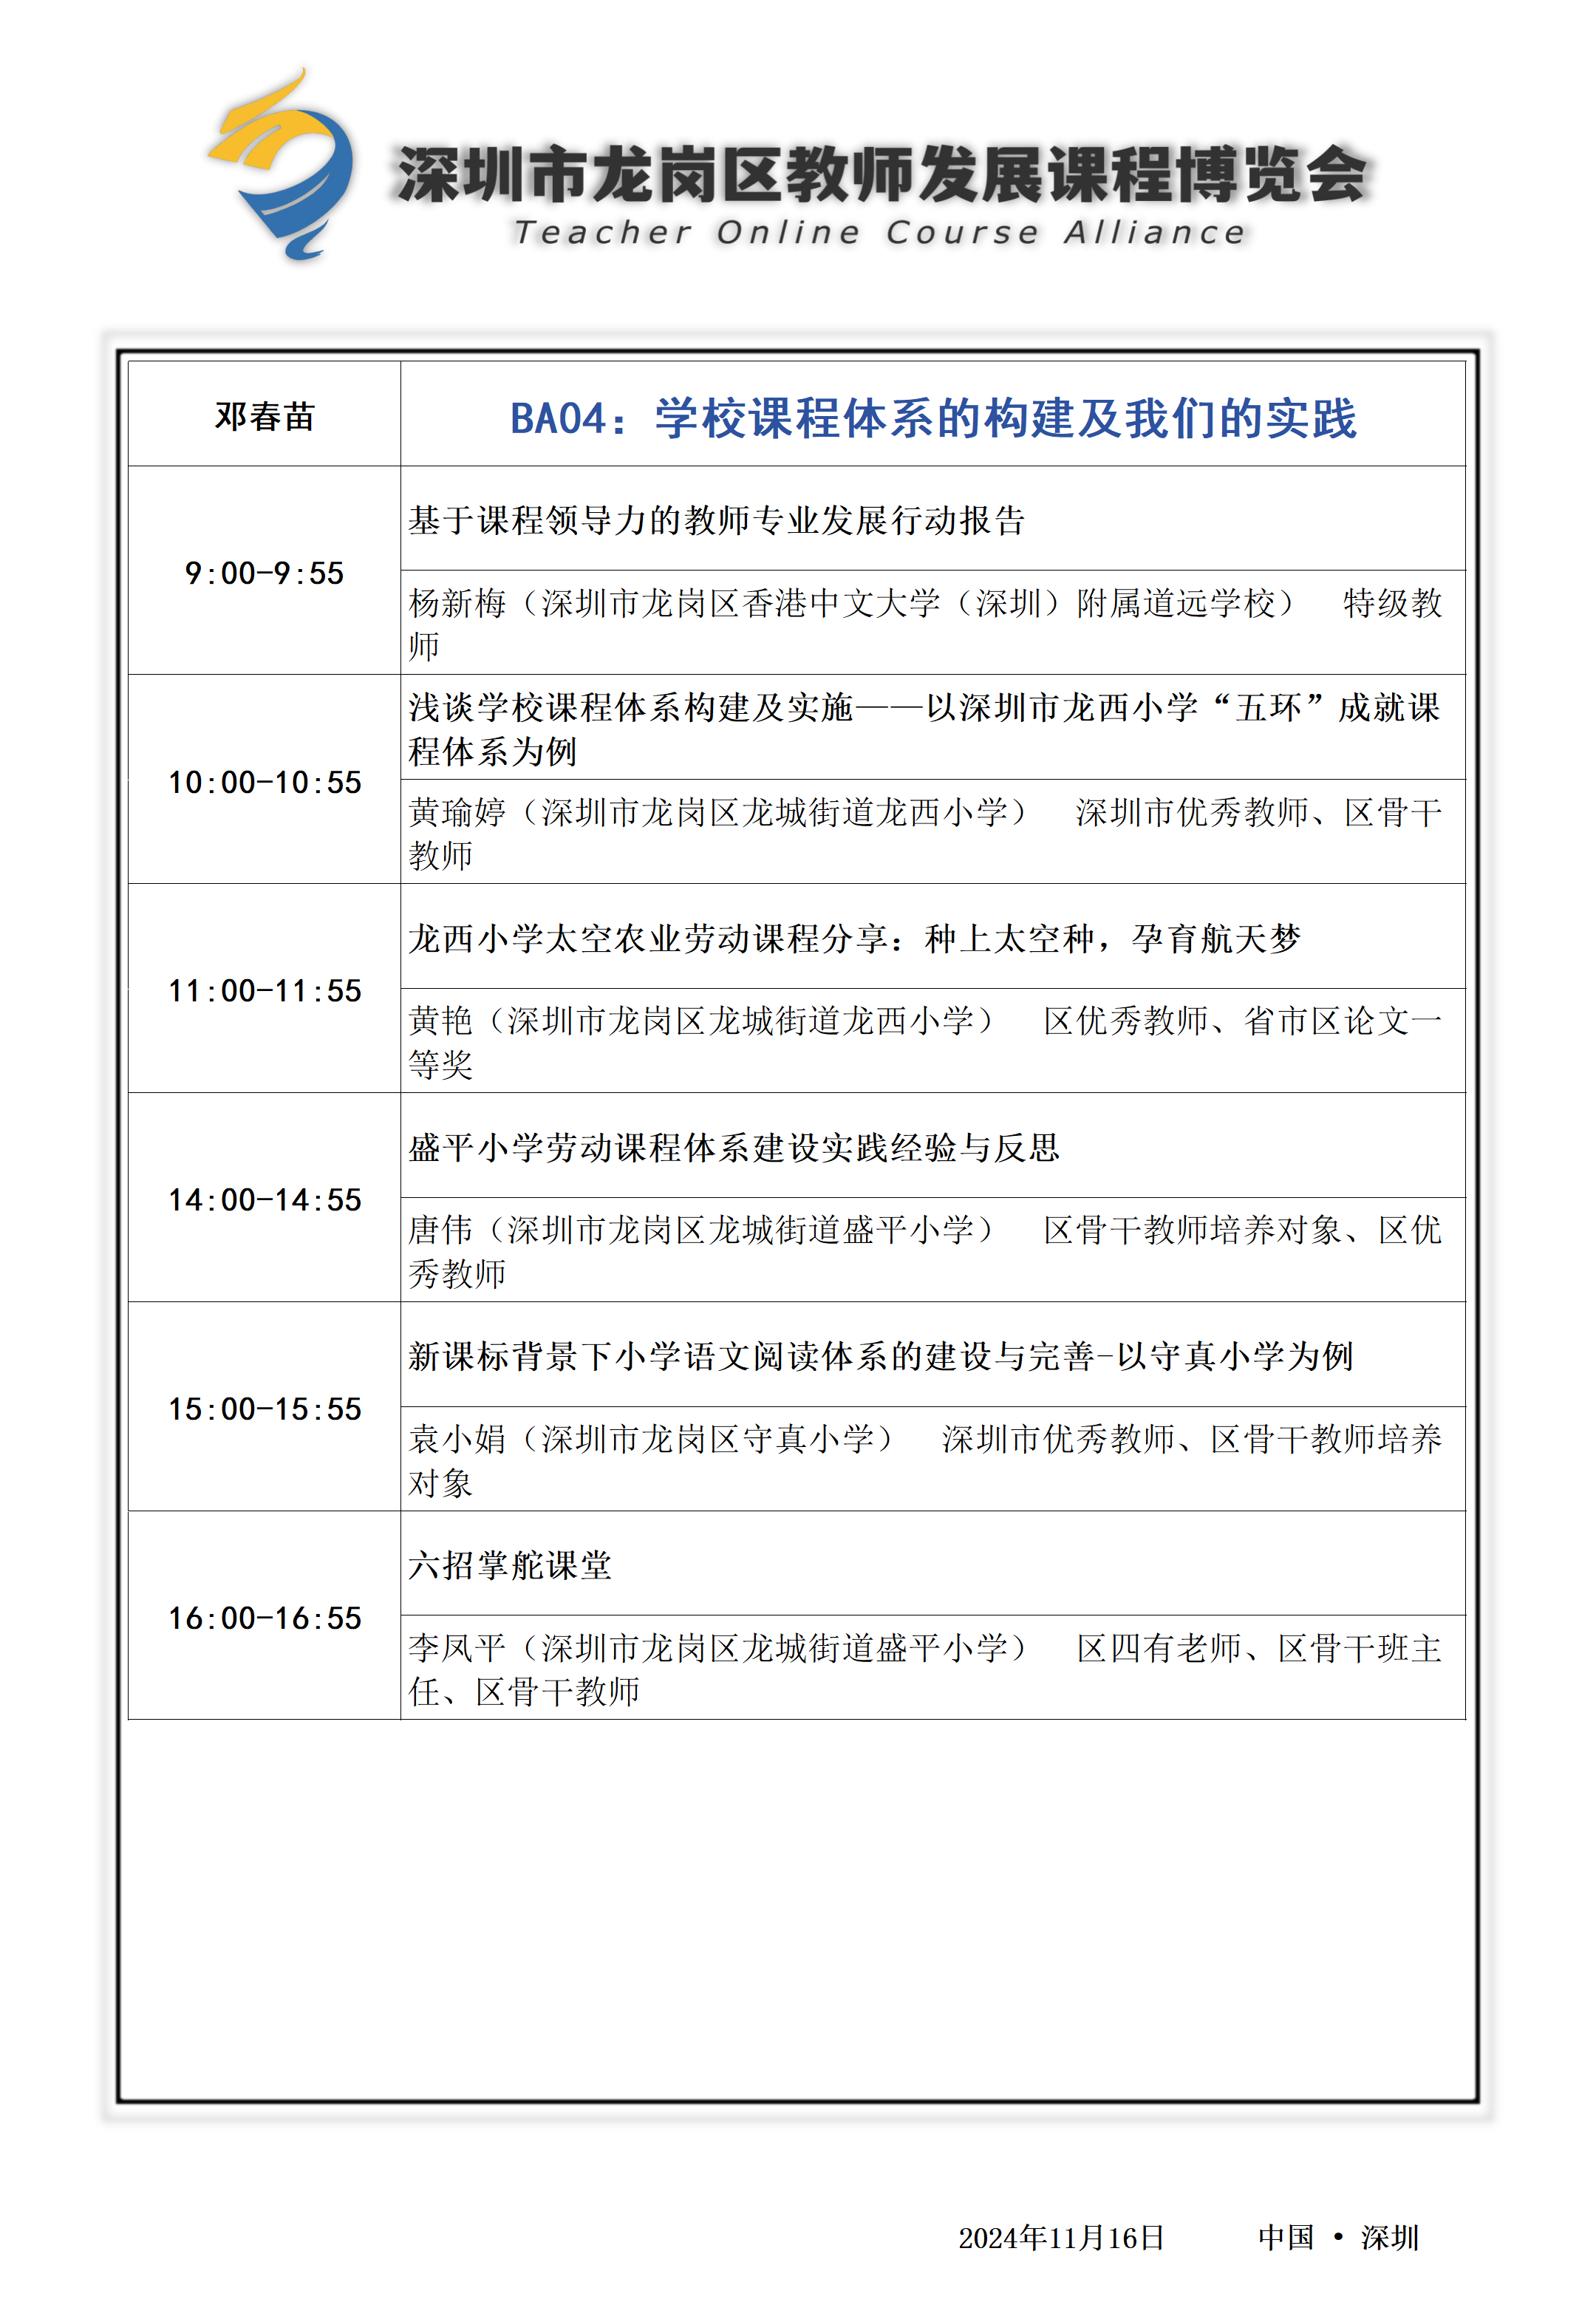 深圳市龙岗区教师发展课程博览会
Teacher Online Course Alliance
邓春苗
BA04：学校课程体系的构建及我们的实践
9:00-9:55
基于课程领导力的教师专业发展行动报告
杨新梅（深圳市龙岗区香港中文大学（深圳）附属道远学校） 特级教
师
10:00-10:55
浅谈学校课程体系构建及实施——以深圳市龙西小学“五环”成就课
程体系为例
黄瑜婷（深圳市龙岗区龙城街道龙西小学） 深圳市优秀教师、区骨干
教师
11:00-11:55
龙西小学太空农业劳动课程分享：种上太空种，孕育航天梦
黄艳（深圳市龙岗区龙城街道龙西小学） 区优秀教师、省市区论文一
等奖
14:00-14:55
盛平小学劳动课程体系建设实践经验与反思
唐伟（深圳市龙岗区龙城街道盛平小学） 区骨干教师培养对象、区优
秀教师
15:00-15:55
新课标背景下小学语文阅读体系的建设与完善-以守真小学为例
袁小娟（深圳市龙岗区守真小学） 深圳市优秀教师、区骨干教师培养
对象
16:00-16:55
六招掌舵课堂
李凤平（深圳市龙岗区龙城街道盛平小学） 区四有老师、区骨干班主
任、区骨干教师
2024年11月16日 中国 • 深圳